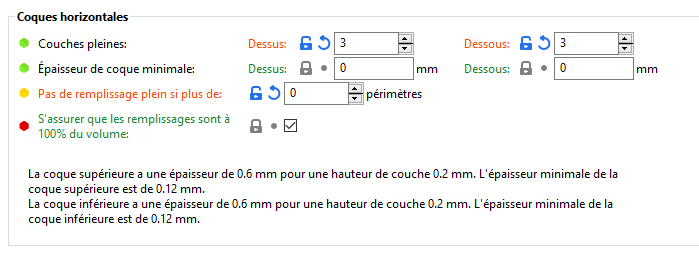 Coques horizontales
Couches pleines: Dessus: 3 Dessous: 3
Épaisseur de coque minimale: Dessus: 0 mm Dessous: 0 mm
Pas de remplissage plein si plus de: 0 périmètres
S'assurer que les remplissages sont à
100% du volume:
La coque supérieure a une épaisseur de 0.6 mm pour une hauteur de couche 0.2 mm. L'épaisseur minimale de la
coque supérieure est de 0.12 mm.
La coque inférieure a une épaisseur de 0.6 mm pour une hauteur de couche 0.2 mm. L'épaisseur minimale de la
coque inférieure est de 0.12 mm.